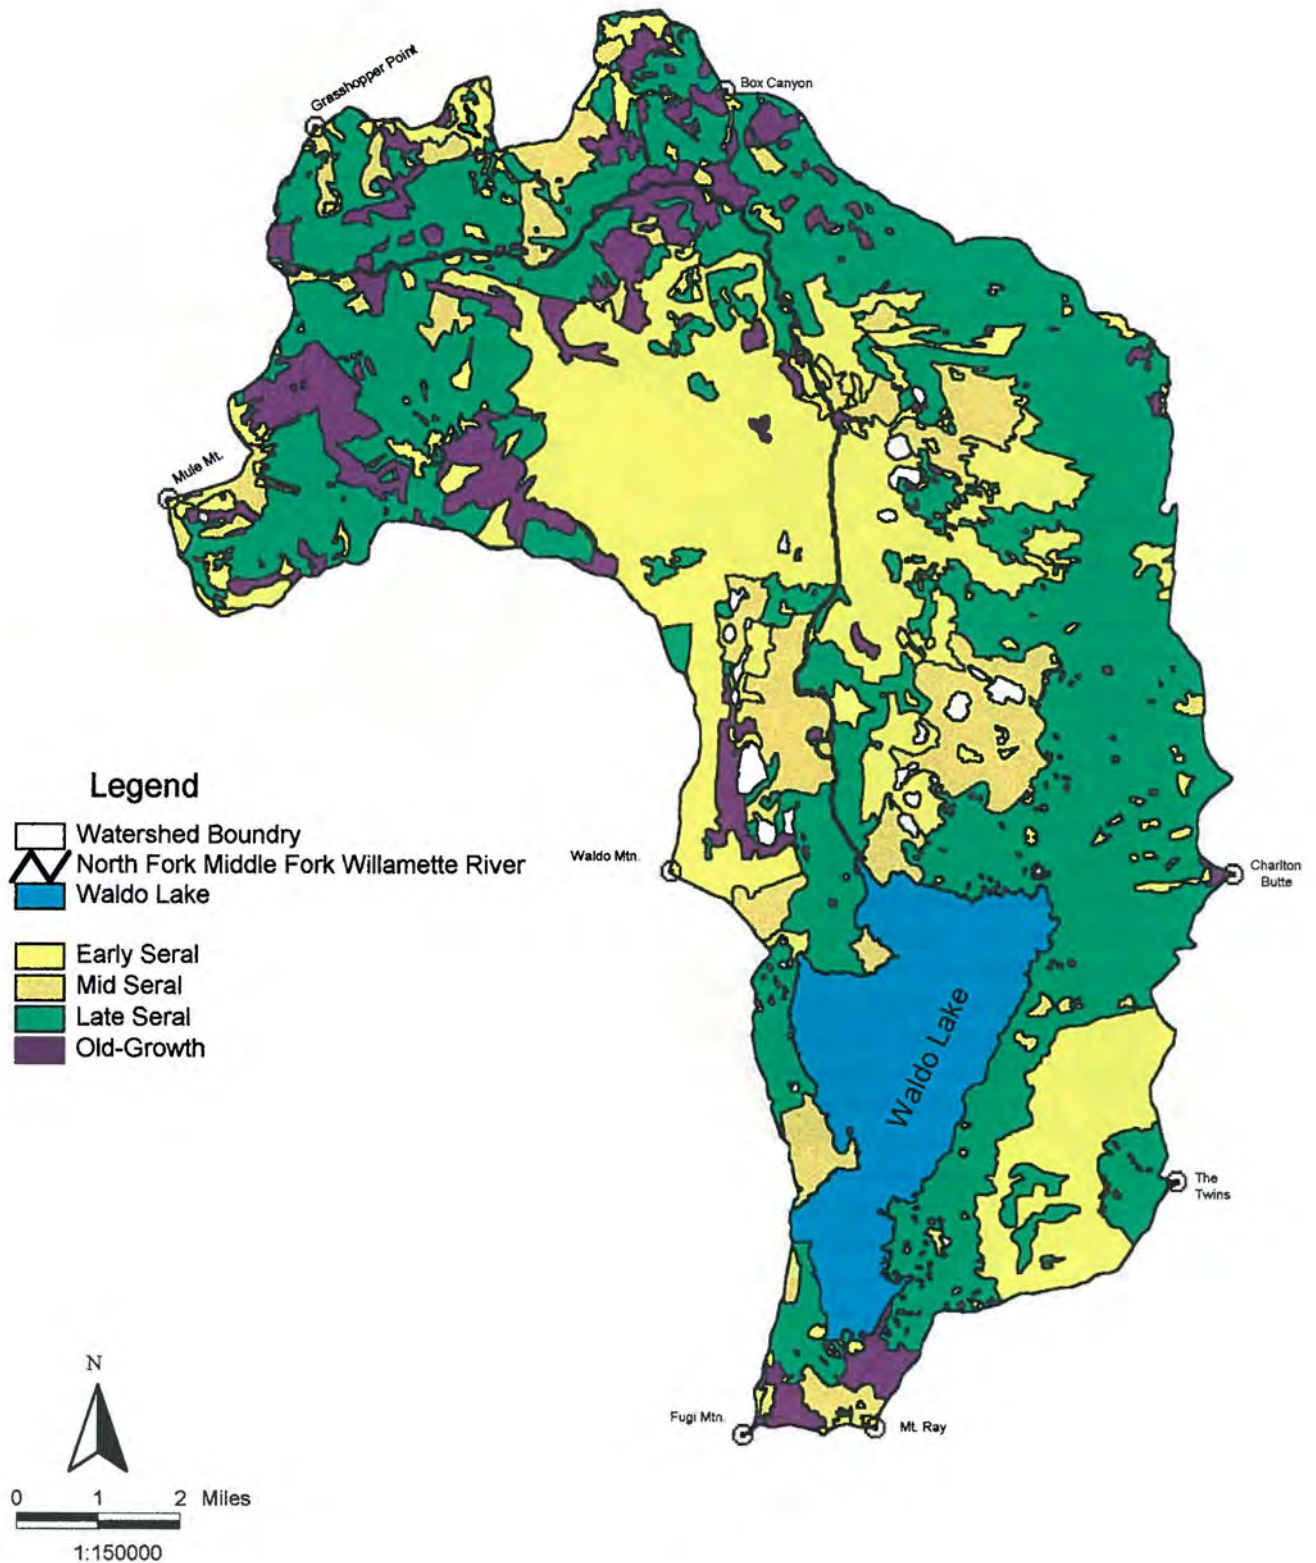 Grasshopper Point
Box Canyon
Mule Mt.
Legend
Watershed Boundry
North Fork Middle Fork Willamette River
Waldo Lake
Early Seral
Mid Seral
Late Seral
Old-Growth
Waldo Mtn.
Charlton
Butte
Waldo Lake
The
Twins
Fugi Mtn.
Mt. Ray
N
0 1 2 Miles
1:150000